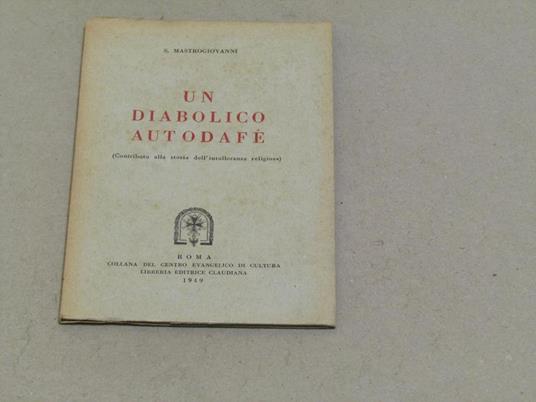 S. MASTROGIOVANNI
UN
DIABOLICO
AUTODAFÉ
(Contributo alla storia dell'intolleranza religiosa)
ROMA
COLLANA DEL CENTRO EVANGELICO DI CULTURA
LIBRERIA EDITRICE CLAUDIANA
1949